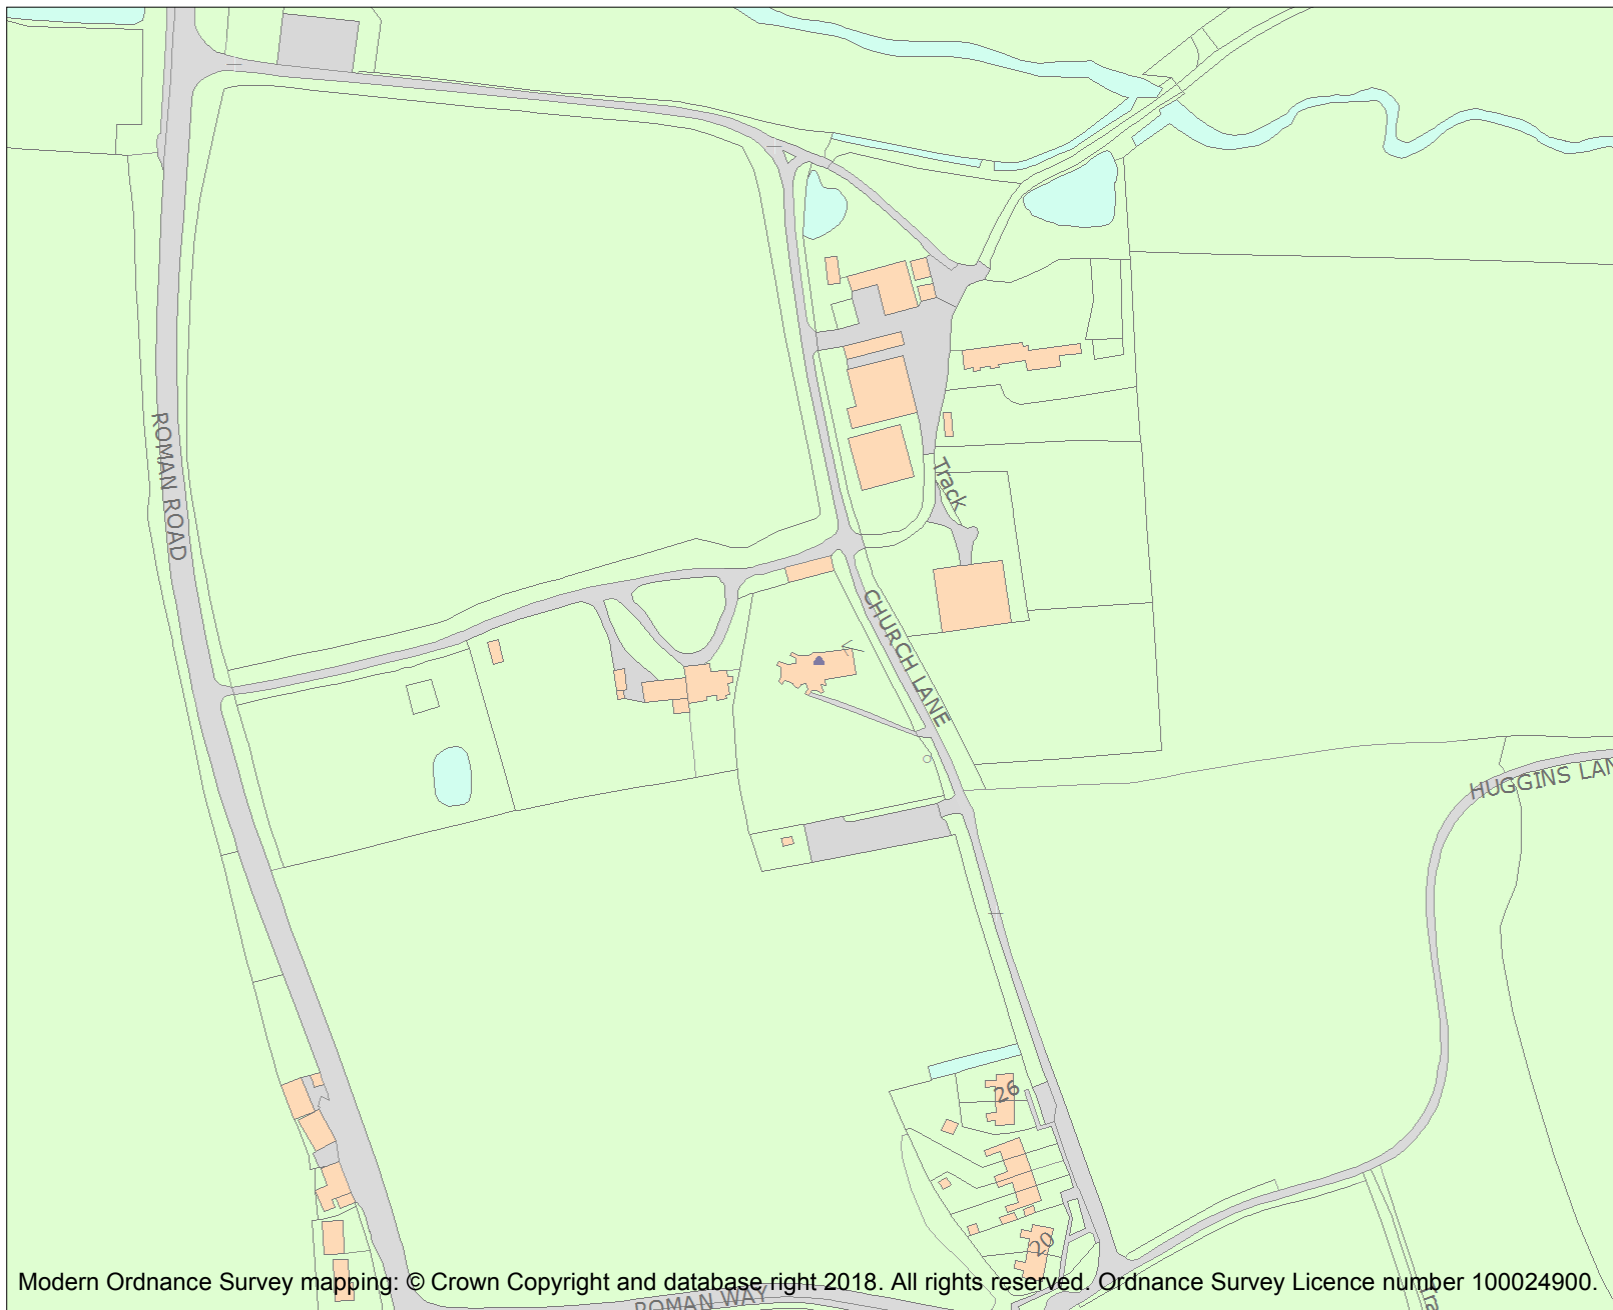 ROMAN ROAD
Track
CHURCH LANE
HUGGINS LAN
26
20
Modern Ordnance Survey mapping: © Crown Copyright and database right 2018. All rights reserved. Ordnance Survey Licence number 100024900.
ROMAN WAY